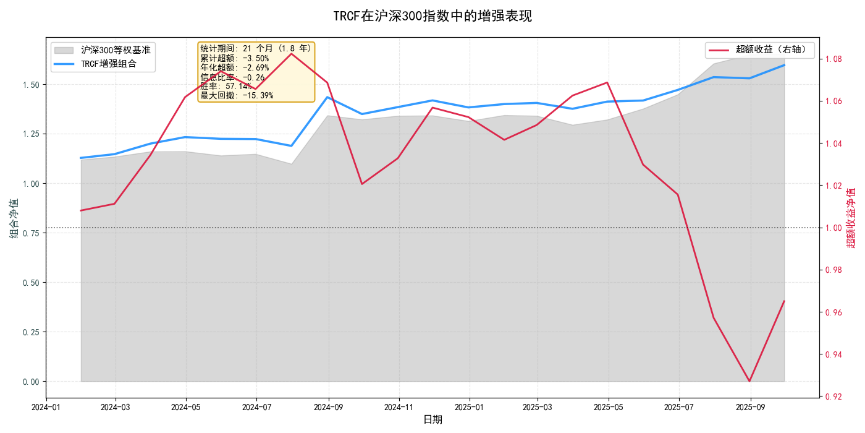 TRCF在沪深300指数中的增强表现
沪深300等权基准
TRCF增强组合
统计期间: 21 个月 (1.8 年)
累计超额: -3.50%
年化超额: -2.69%
信息比率: -0.26
胜率: 57.14%
最大回撤: -15.39%
超额收益（右轴）
1.50
1.25
1.00
0.75
0.50
0.25
0.00
组合净值
1.08
1.06
1.04
1.02
1.00
0.98
0.96
0.94
0.92
超额收益净值
2024-01
2024-03
2024-05
2024-07
2024-09
2024-11
2025-01
2025-03
2025-05
2025-07
2025-09
日期